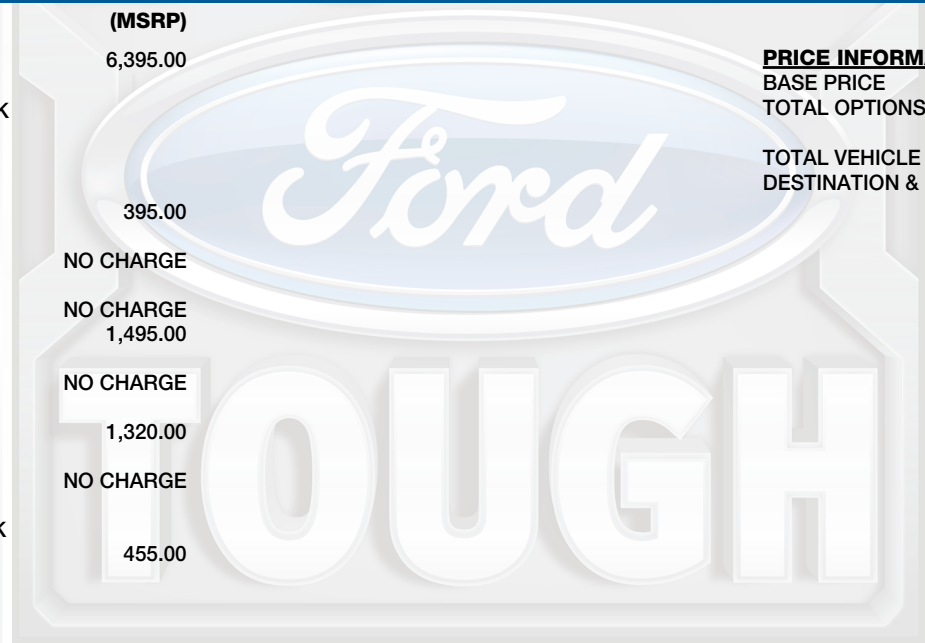 (MSRP)
6,395.00
395.00
NO CHARGE
NO CHARGE
1,495.00
NO CHARGE
1,320.00
NO CHARGE
455.00
PRICE INFORMA
BASE PRICE
TOTAL OPTIONS
TOTAL VEHICLE
DESTINATION &
K
K
Ford
TOUGH